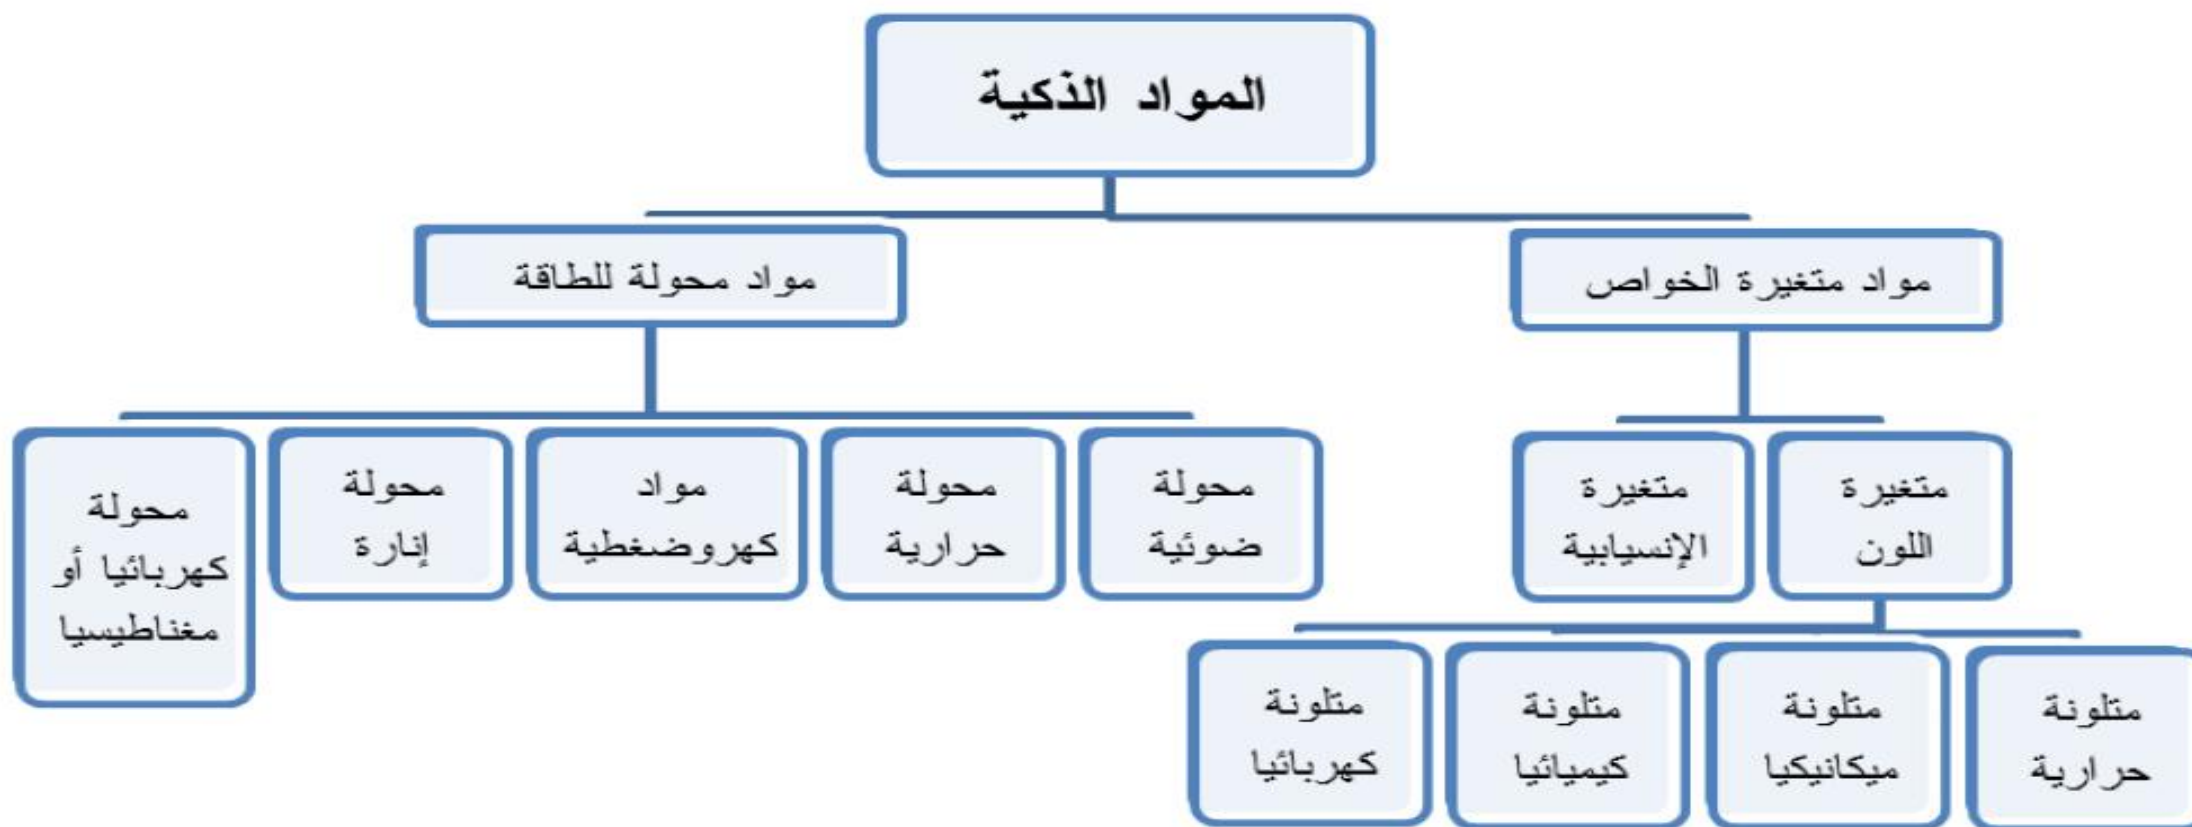 المواد الذكية
مواد متغيرة الخواص
مواد محولة للطاقة
متغيرة
اللون
متغيرة
الإنسيابية
محولة
ضوئية
محولة
حرارية
مواد
كهروضغطية
محولة
إنارة
محولة
كهربائيا أو
مغناطيسيا
متلونة
حرارية
متلونة
ميكانيكيا
متلونة
كيميائيا
متلونة
كهربائيا